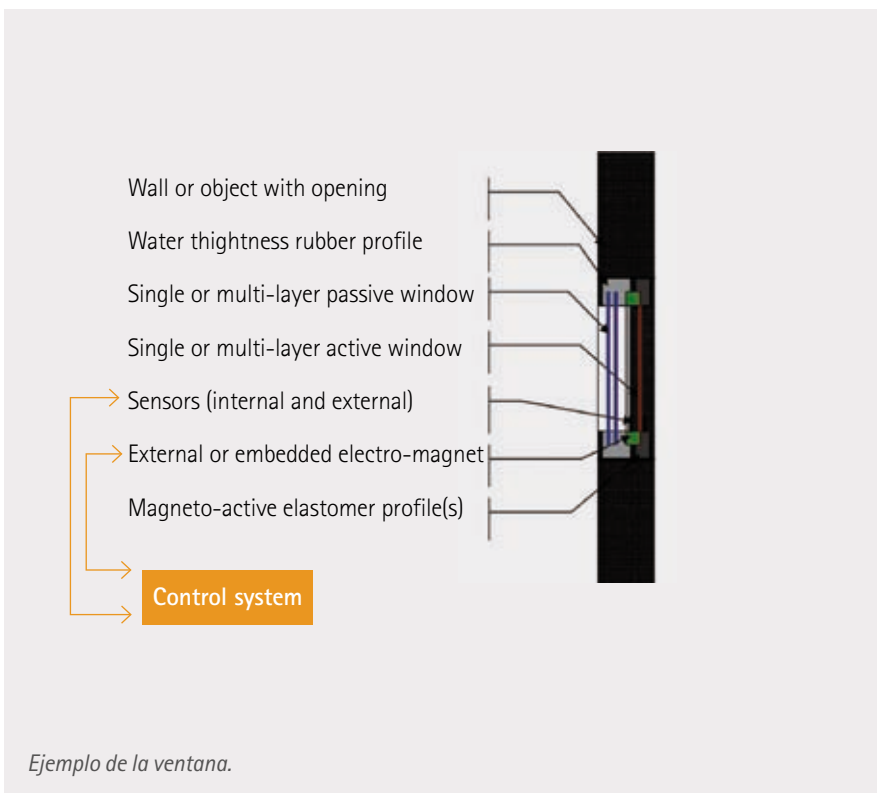 Wall or object with opening
Water thightness rubber profile
Single or multi-layer passive window
Single or multi-layer active window
Sensors (internal and external)
External or embedded electro-magnet
Magneto-active elastomer profile(s)
Control system
Ejemplo de la ventana.